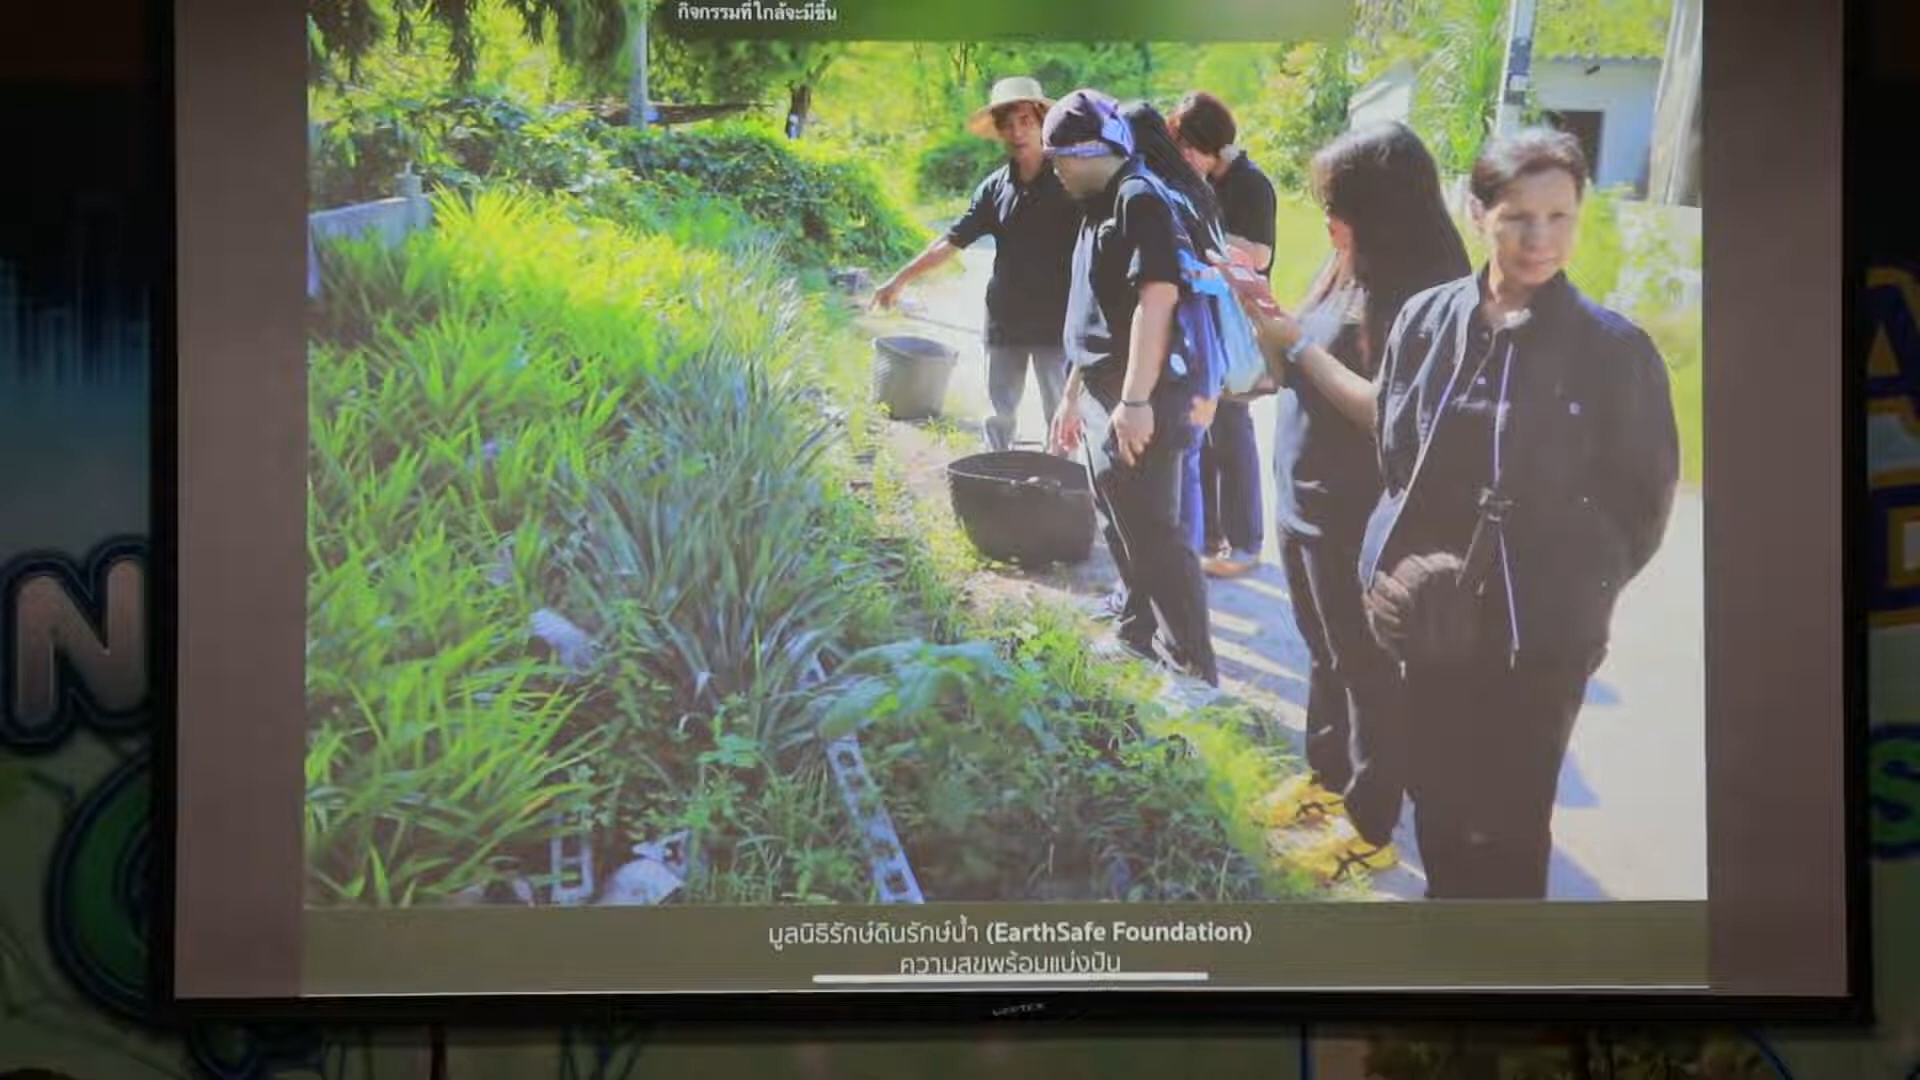 กิจกรรมที่ใกล้จะมีขึ้น
N
มูลนิธิรักษ์ดินรักษ์น้ำ (EarthSafe Foundation)
ความสุขพร้อมแบ่งปัน